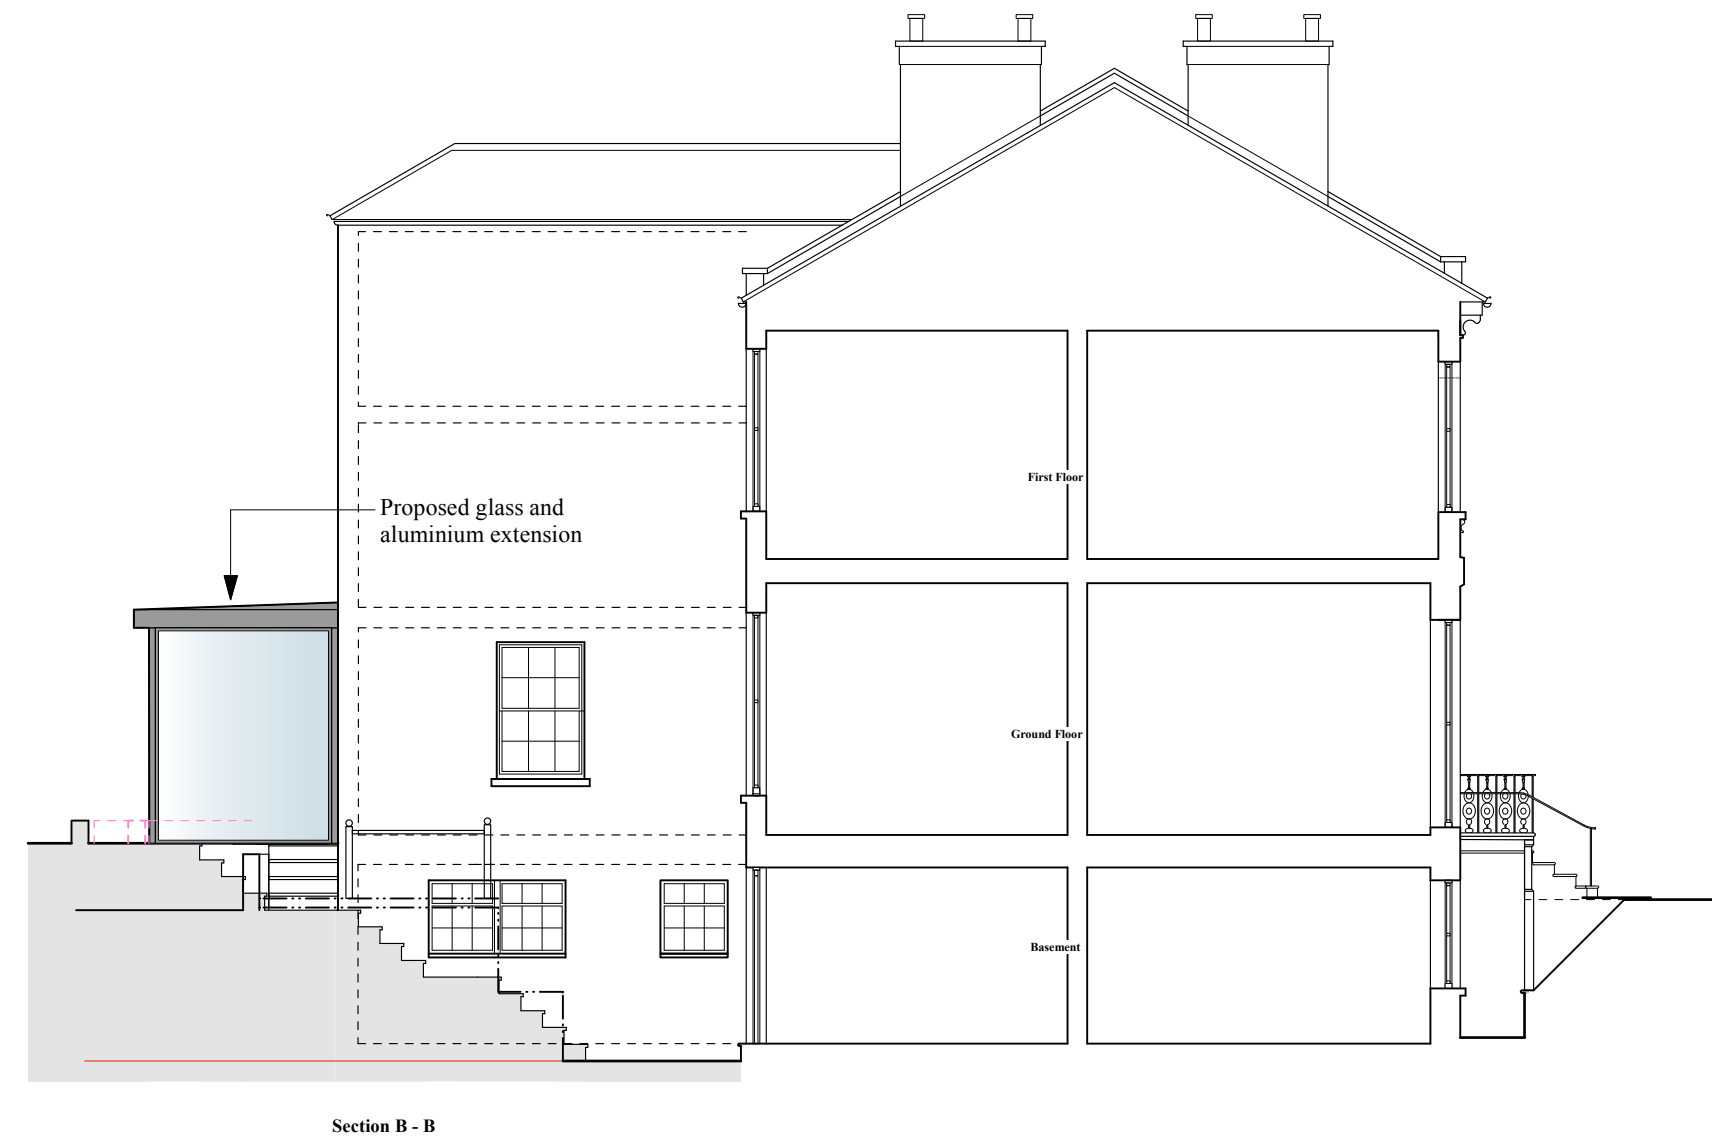 First Floor
Proposed glass and
aluminium extension
Ground Floor
Basement
Section B - B